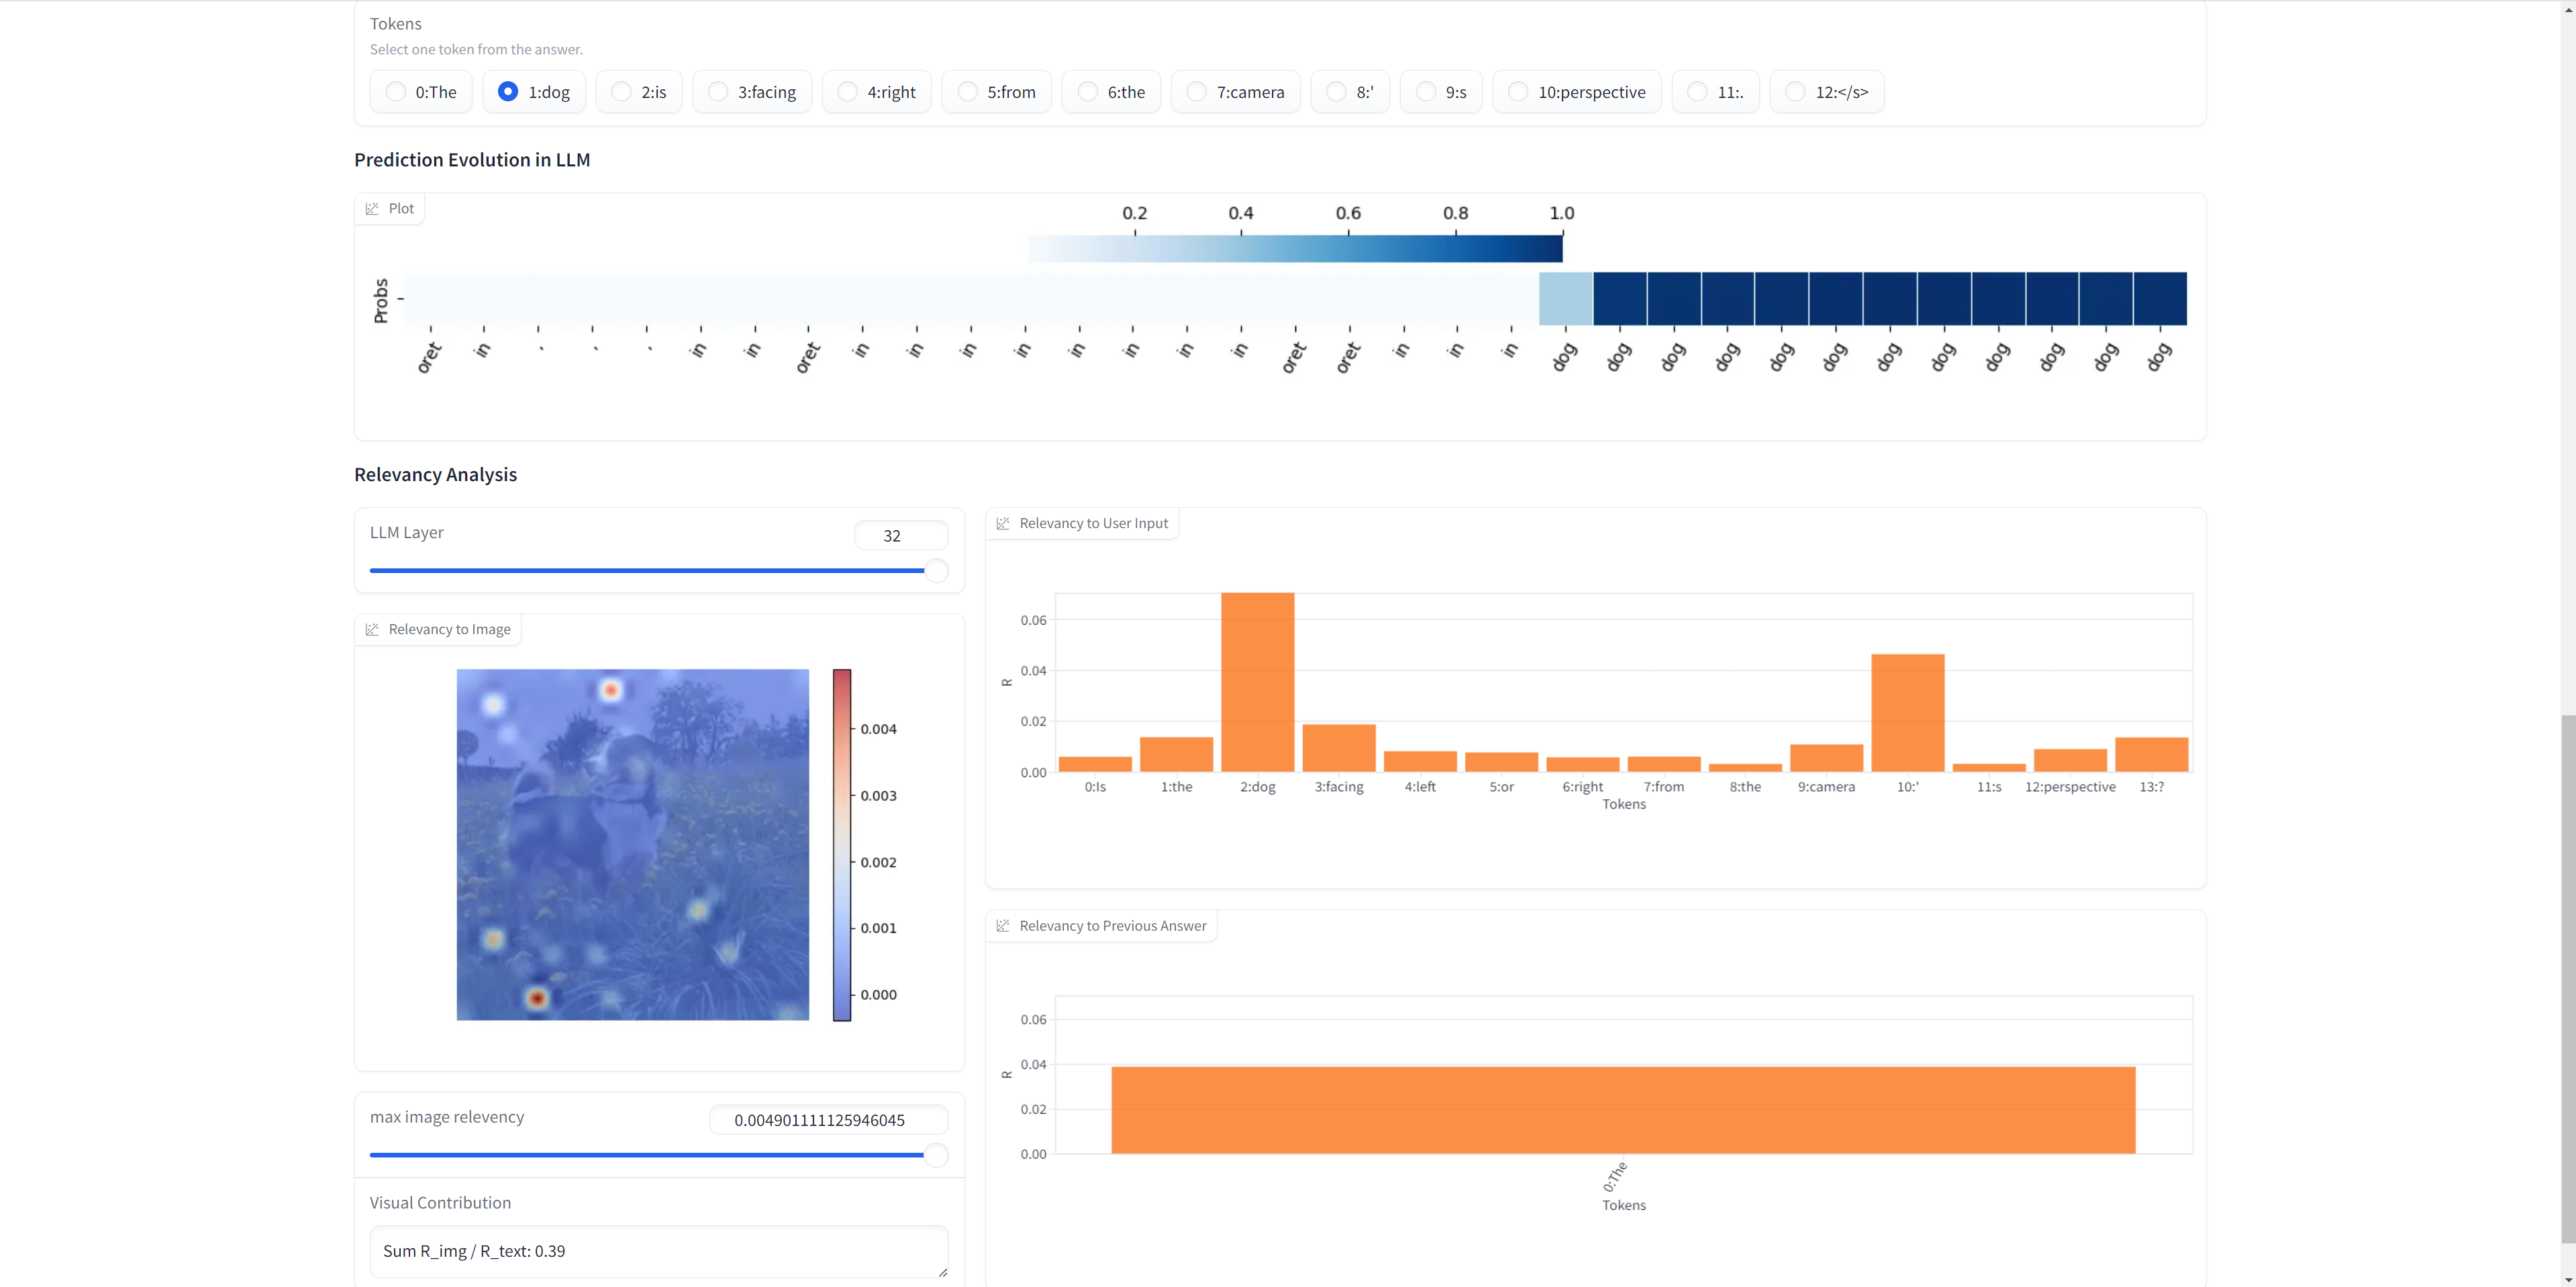 Tokens
Select one token from the answer.
0:The 1:dog 2:is 3:facing 4:right 5:from 6:the 7:camera 8:' 9:s 10:perspective 11:. 12:</s>
Prediction Evolution in LLM
Plot
0.2 0.4 0.6 0.8 1.0
Probs
oret in , , , in in oret in in in in in in in in oret oret in in in dog dog dog dog dog dog dog dog dog dog dog dog
Relevancy Analysis
LLM Layer
32
Relevancy to Image
0.004
0.003
0.002
0.001
0.000
max image relevency
0.004901111125946045
Visual Contribution
Sum R_img / R_text: 0.39
Relevancy to User Input
0.06
0.04
0.02
0.00
R
0:Is 1:the 2:dog 3:facing 4:left 5:or 6:right 7:from 8:the 9:camera 10:' 11:s 12:perspective 13:?
Tokens
Relevancy to Previous Answer
0.06
0.04
0.02
0.00
R
0:The
Tokens